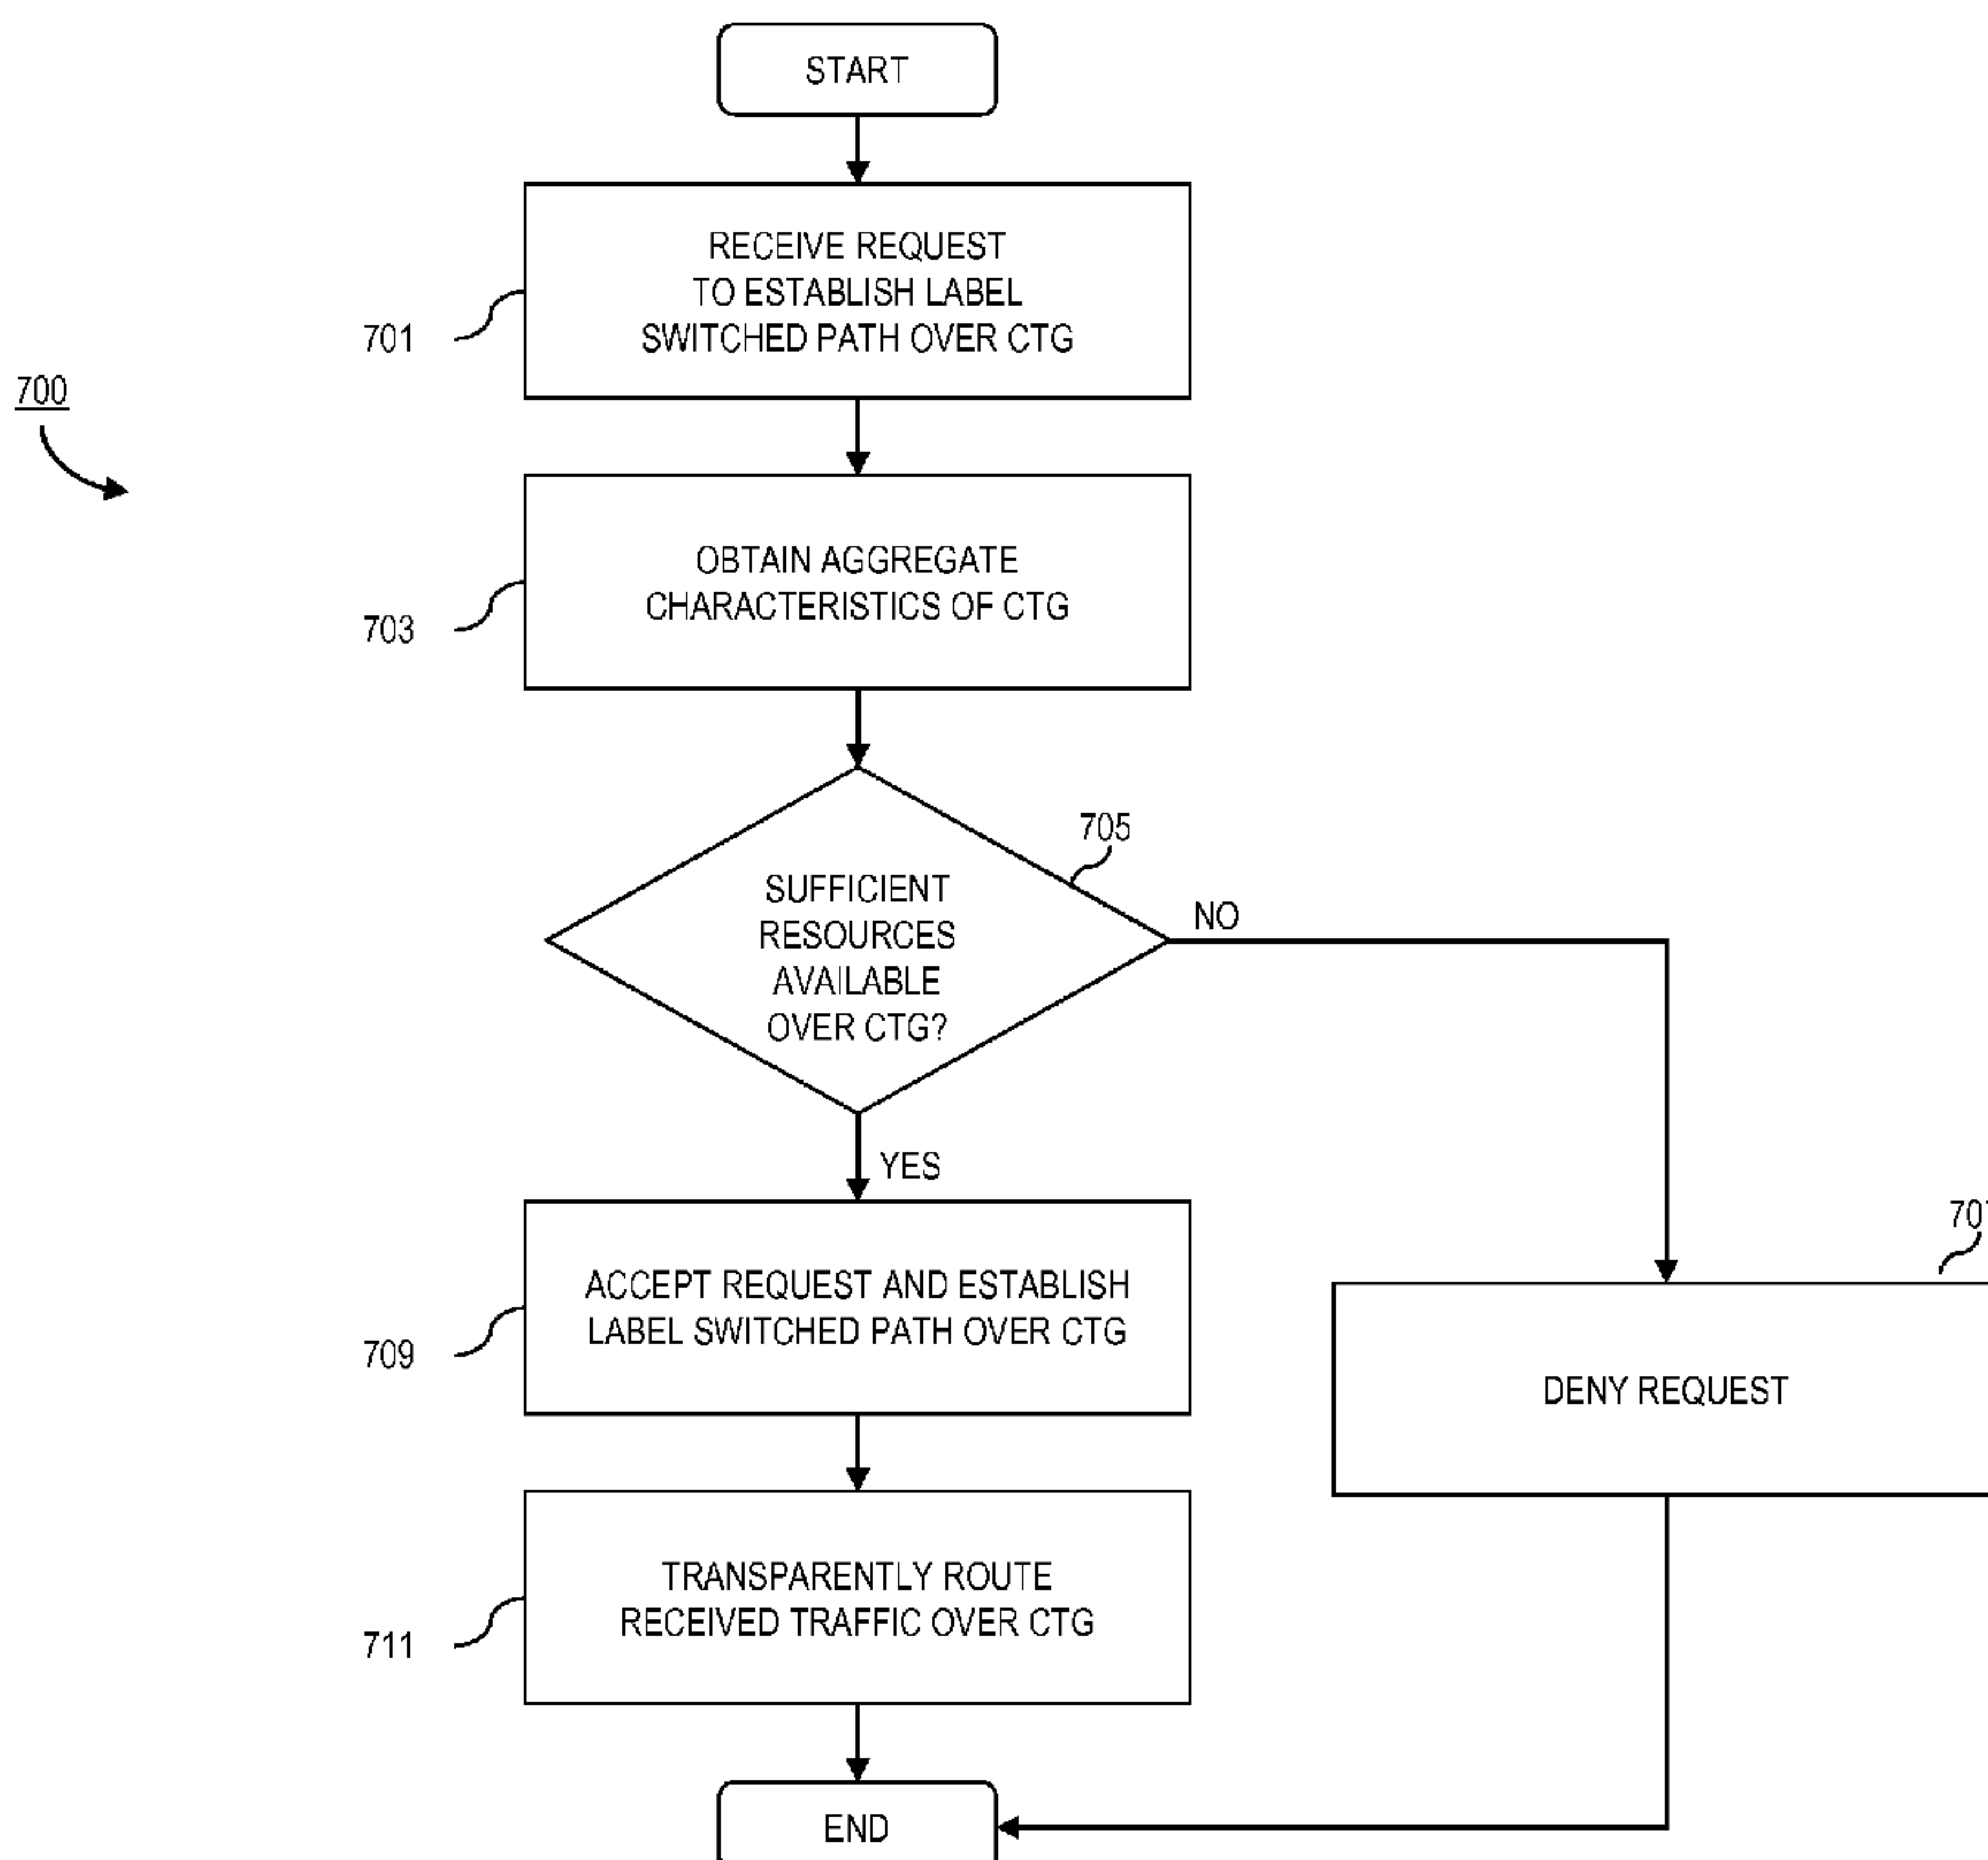 START
RECEIVE REQUEST
TO ESTABLISH LABEL
SWITCHED PATH OVER CTG
701
700
OBTAIN AGGREGATE
CHARACTERISTICS OF CTG
703
705
SUFFICIENT
RESOURCES
AVAILABLE
OVER CTG?
NO
YES
ACCEPT REQUEST AND ESTABLISH
LABEL SWITCHED PATH OVER CTG
709
DENY REQUEST
TRANSPARENTLY ROUTE
RECEIVED TRAFFIC OVER CTG
711
END